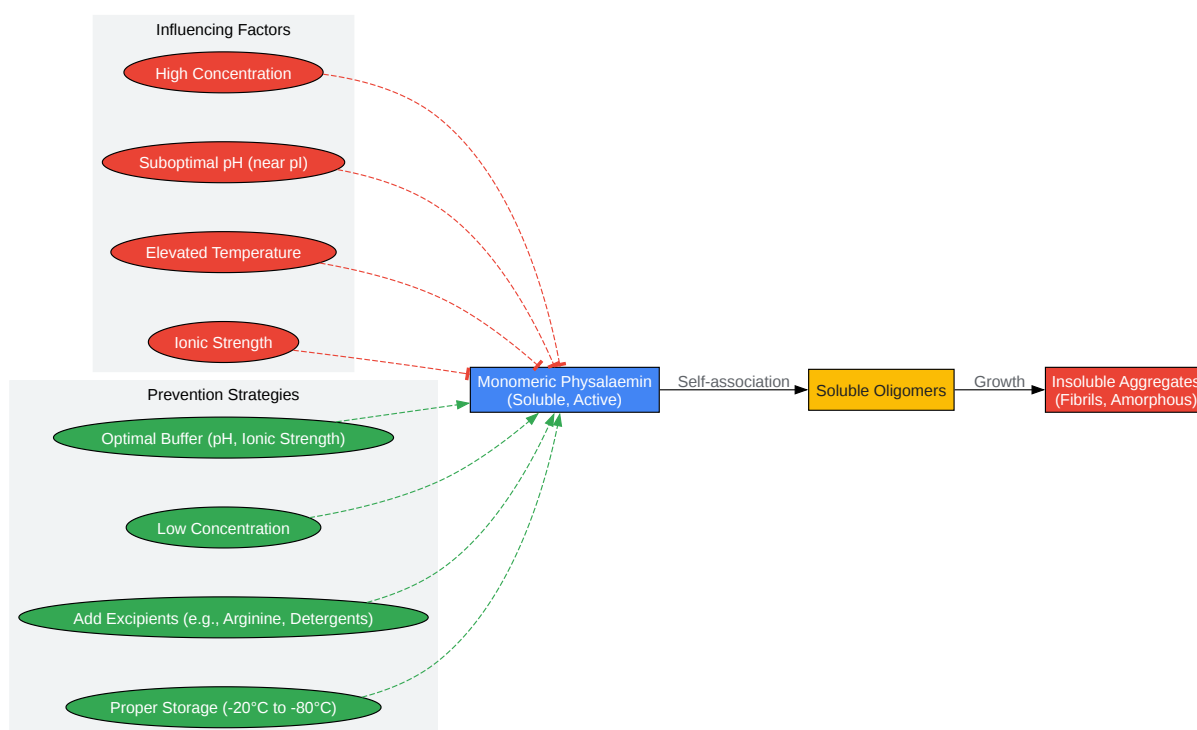 Influencing Factors
High Concentration
Suboptimal pH (near pI)
Elevated Temperature
Ionic Strength
Prevention Strategies
Optimal Buffer (pH, Ionic Strength)
Low Concentration
Add Excipients (e.g., Arginine, Detergents)
Proper Storage (-20°C to -80°C)
Monomeric Physalaemin
(Soluble, Active)
Self-association
Soluble Oligomers
Growth
Insoluble Aggregates
(Fibrils, Amorphous)